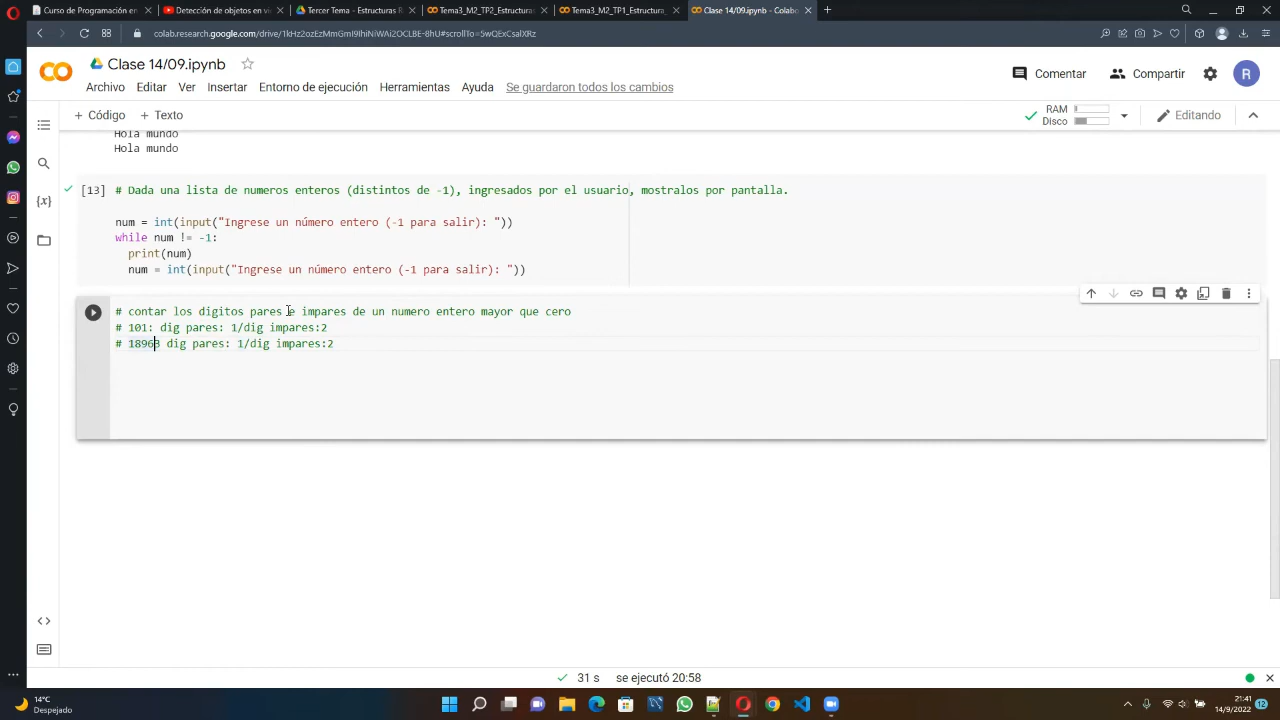 Curso de Programación en
Detección de objetos en vi
Tercer Tema - Estructuras R
Tema3_M2_TP2_Estructura
Tema3_M2_TP1_Estructura_
Clase 14/09.ipynb - Colabo
colab.research.google.com/drive/1kHz2ozEzMmGmI9IhiNiWAi2OCLBE-8hU#scrollTo=5wQExCsalXRz
Clase 14/09.ipynb
Comentar
Compartir
R
Archivo Editar Ver Insertar Entorno de ejecución Herramientas Ayuda Se guardaron todos los cambios
+ Código + Texto
RAM
Disco
Editando
Hola mundo
Hola mundo
[13] # Dada una lista de numeros enteros (distintos de -1), ingresados por el usuario, mostralos por pantalla.
num = int(input("Ingrese un número entero (-1 para salir): "))
while num != -1:
print(num)
num = int(input("Ingrese un número entero (-1 para salir): "))
# contar los digitos pares e impares de un numero entero mayor que cero
# 101: dig pares: 1/dig impares:2
# 18963 dig pares: 1/dig impares:2
31 s se ejecutó 20:58
14°C
Despejado
21:41
14/9/2022
12